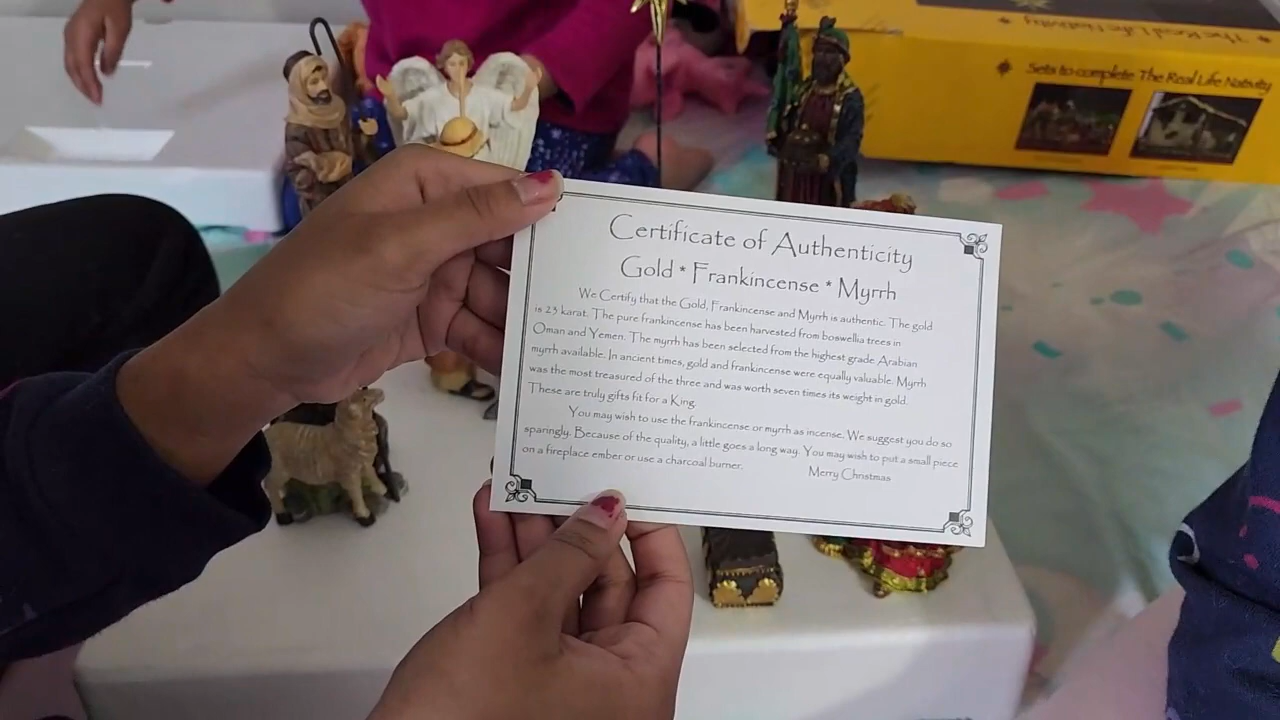 The Real Life Nativity
Sets to complete The Real Life Nativity
Certificate of Authenticity
Gold * Frankincense * Myrrh
We Certify that the Gold, Frankincense and Myrrh is authentic. The gold
is 23 karat. The pure frankincense has been harvested from boswellia trees in
Oman and Yemen. The myrrh has been selected from the highest grade Arabian
myrrh available. In ancient times, gold and frankincense were equally valuable. Myrrh
was the most treasured of the three and was worth seven times its weight in gold.
These are truly gifts fit for a King.
You may wish to use the frankincense or myrrh as incense. We suggest you do so
sparingly. Because of the quality, a little goes a long way. You may wish to put a small piece
on a fireplace ember or use a charcoal burner. Merry Christmas